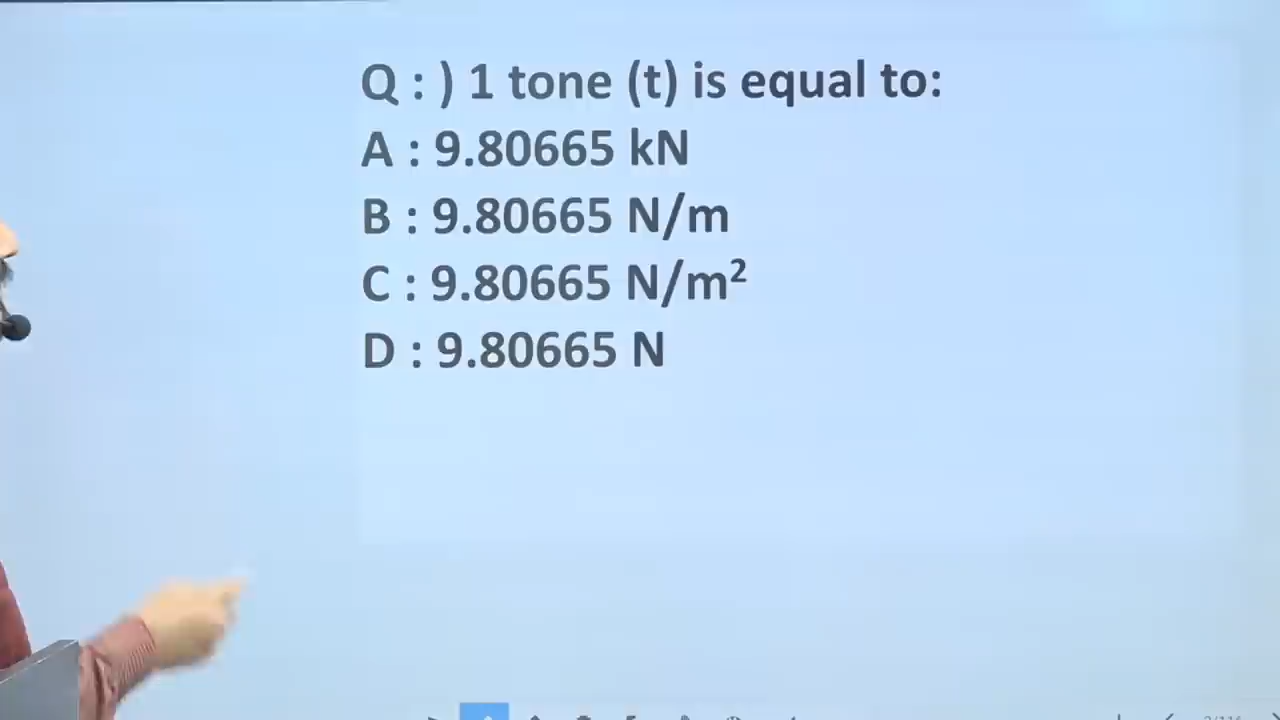 Q : ) 1 tone (t) is equal to:
A : 9.80665 kN
B : 9.80665 N/m
C : 9.80665 N/m²
D : 9.80665 N